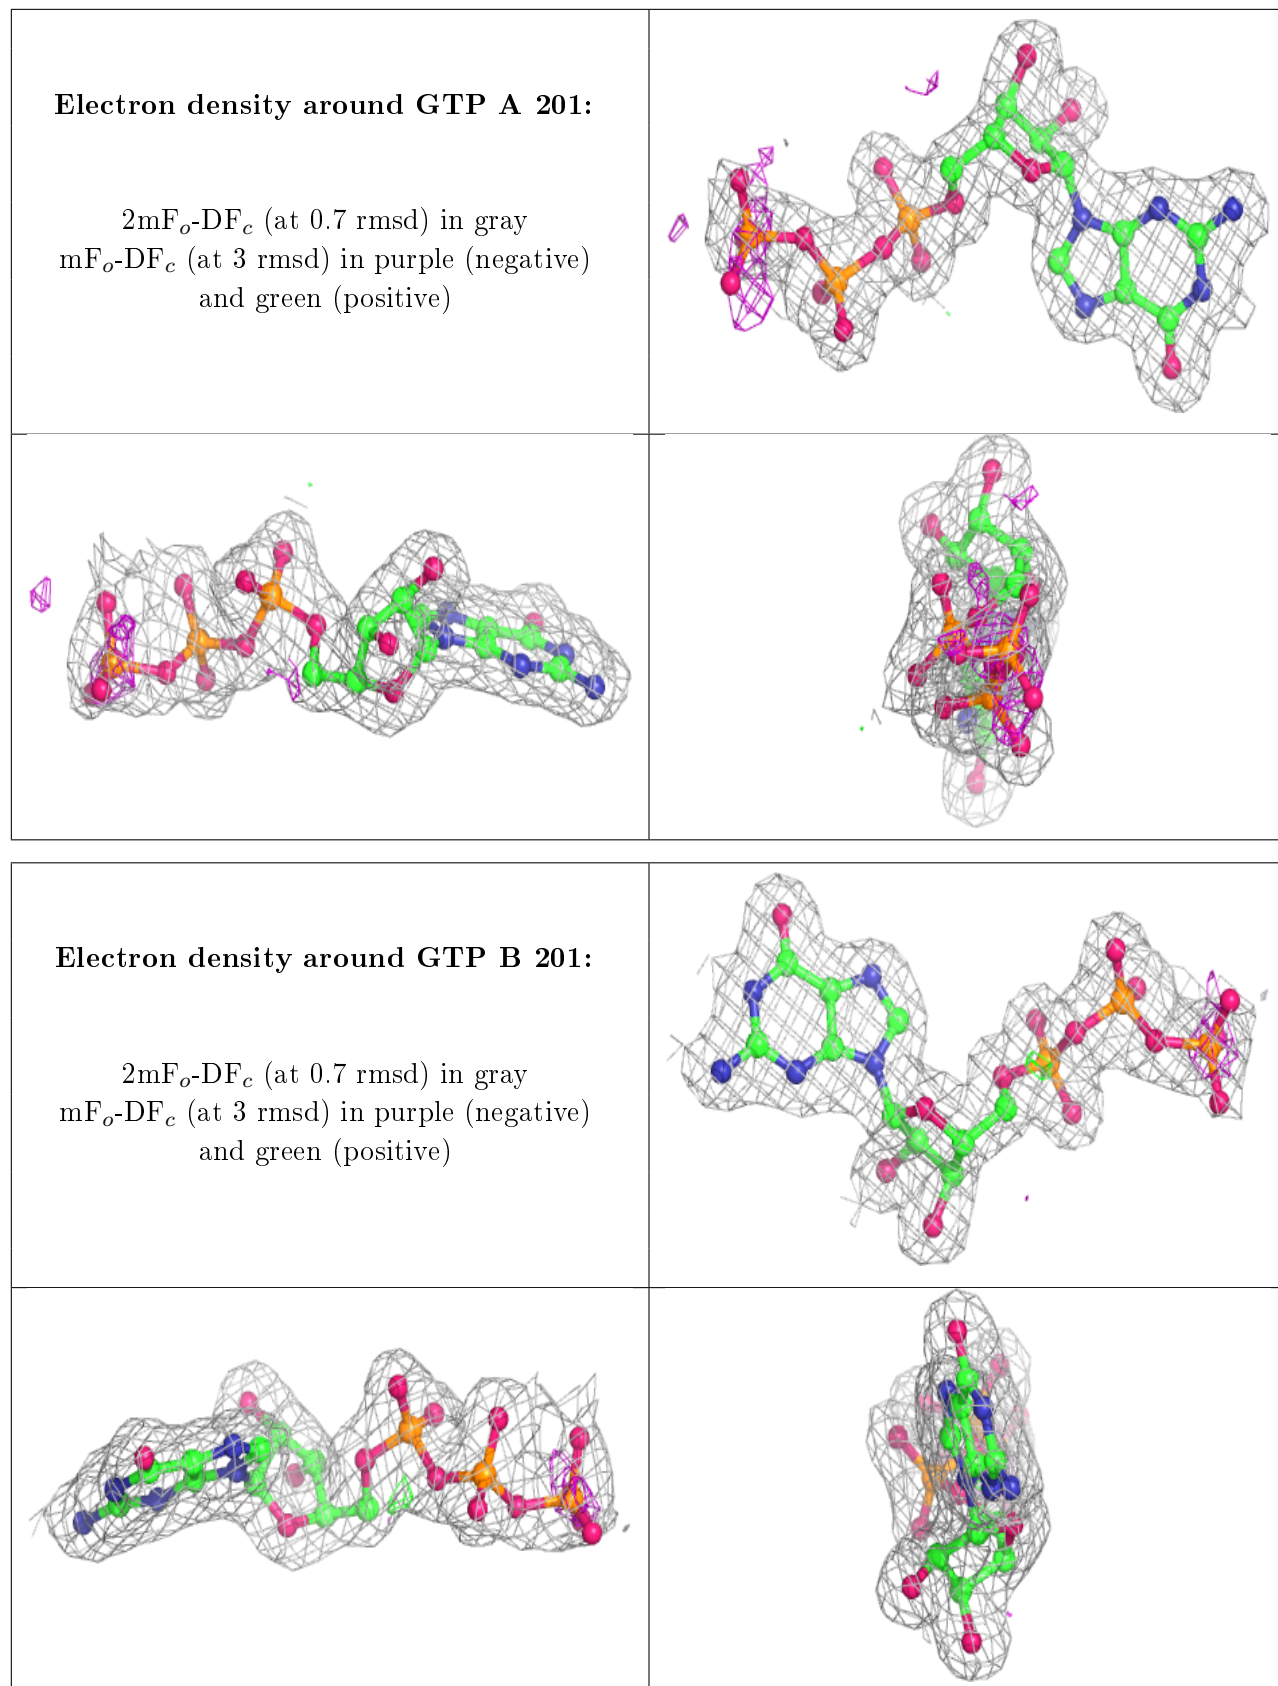 Electron density around GTP A 201:
2mFₒ-DF𝑐 (at 0.7 rmsd) in gray
mFₒ-DF𝑐 (at 3 rmsd) in purple (negative)
and green (positive)
Electron density around GTP B 201:
2mFₒ-DF𝑐 (at 0.7 rmsd) in gray
mFₒ-DF𝑐 (at 3 rmsd) in purple (negative)
and green (positive)